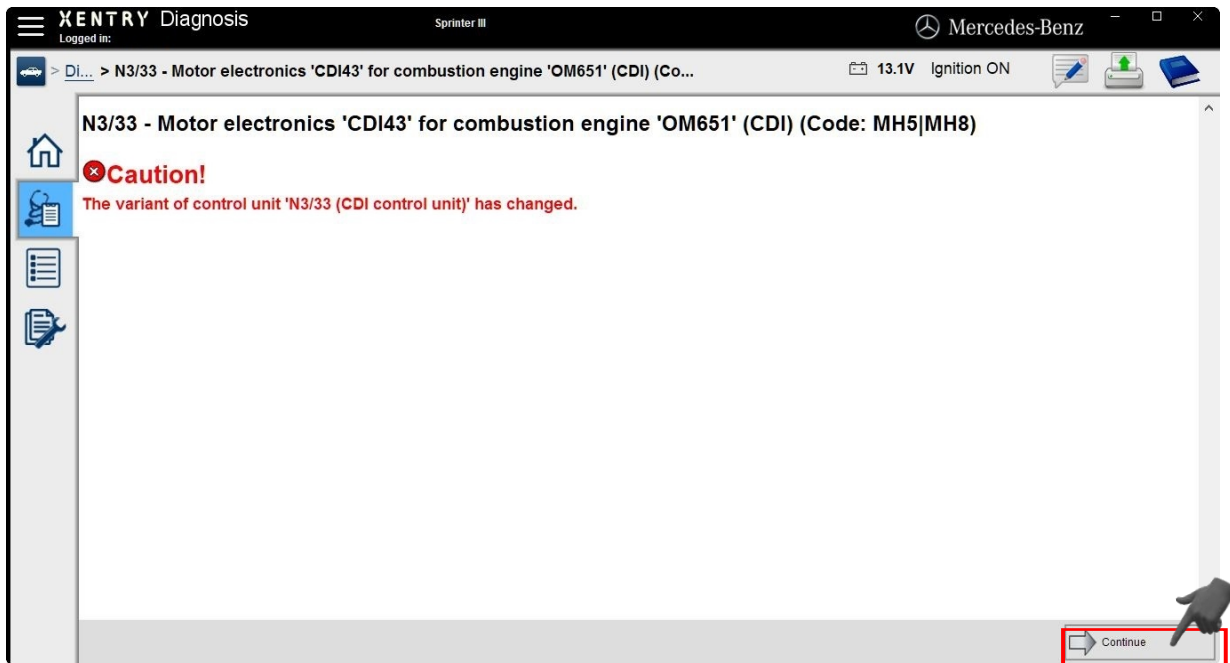 XENTRY Diagnosis
Sprinter III
Mercedes-Benz
Logged in:
> Di... > N3/33 - Motor electronics 'CDI43' for combustion engine 'OM651' (CDI) (Co...
13.1V Ignition ON
N3/33 - Motor electronics 'CDI43' for combustion engine 'OM651' (CDI) (Code: MH5|MH8)
Caution!
The variant of control unit 'N3/33 (CDI control unit)' has changed.
Continue